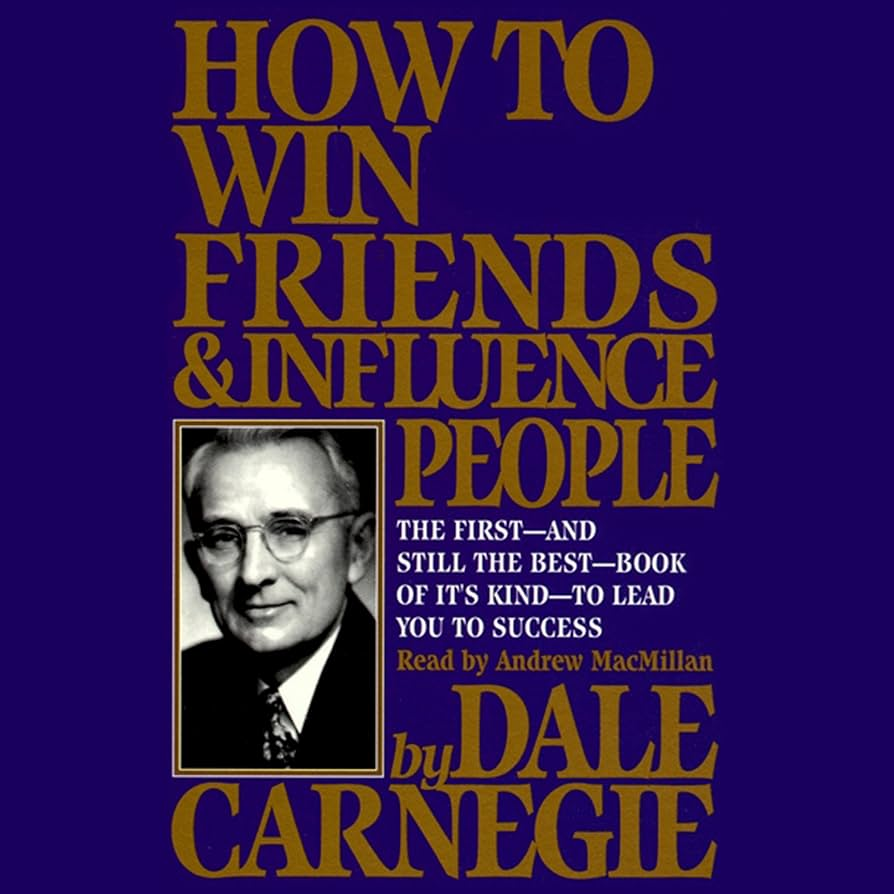 HOW TO
WIN
FRIENDS
& INFLUENCE
PEOPLE
THE FIRST—AND
STILL THE BEST—BOOK
OF IT'S KIND—TO LEAD
YOU TO SUCCESS
Read by Andrew MacMillan
by DALE
CARNEGIE